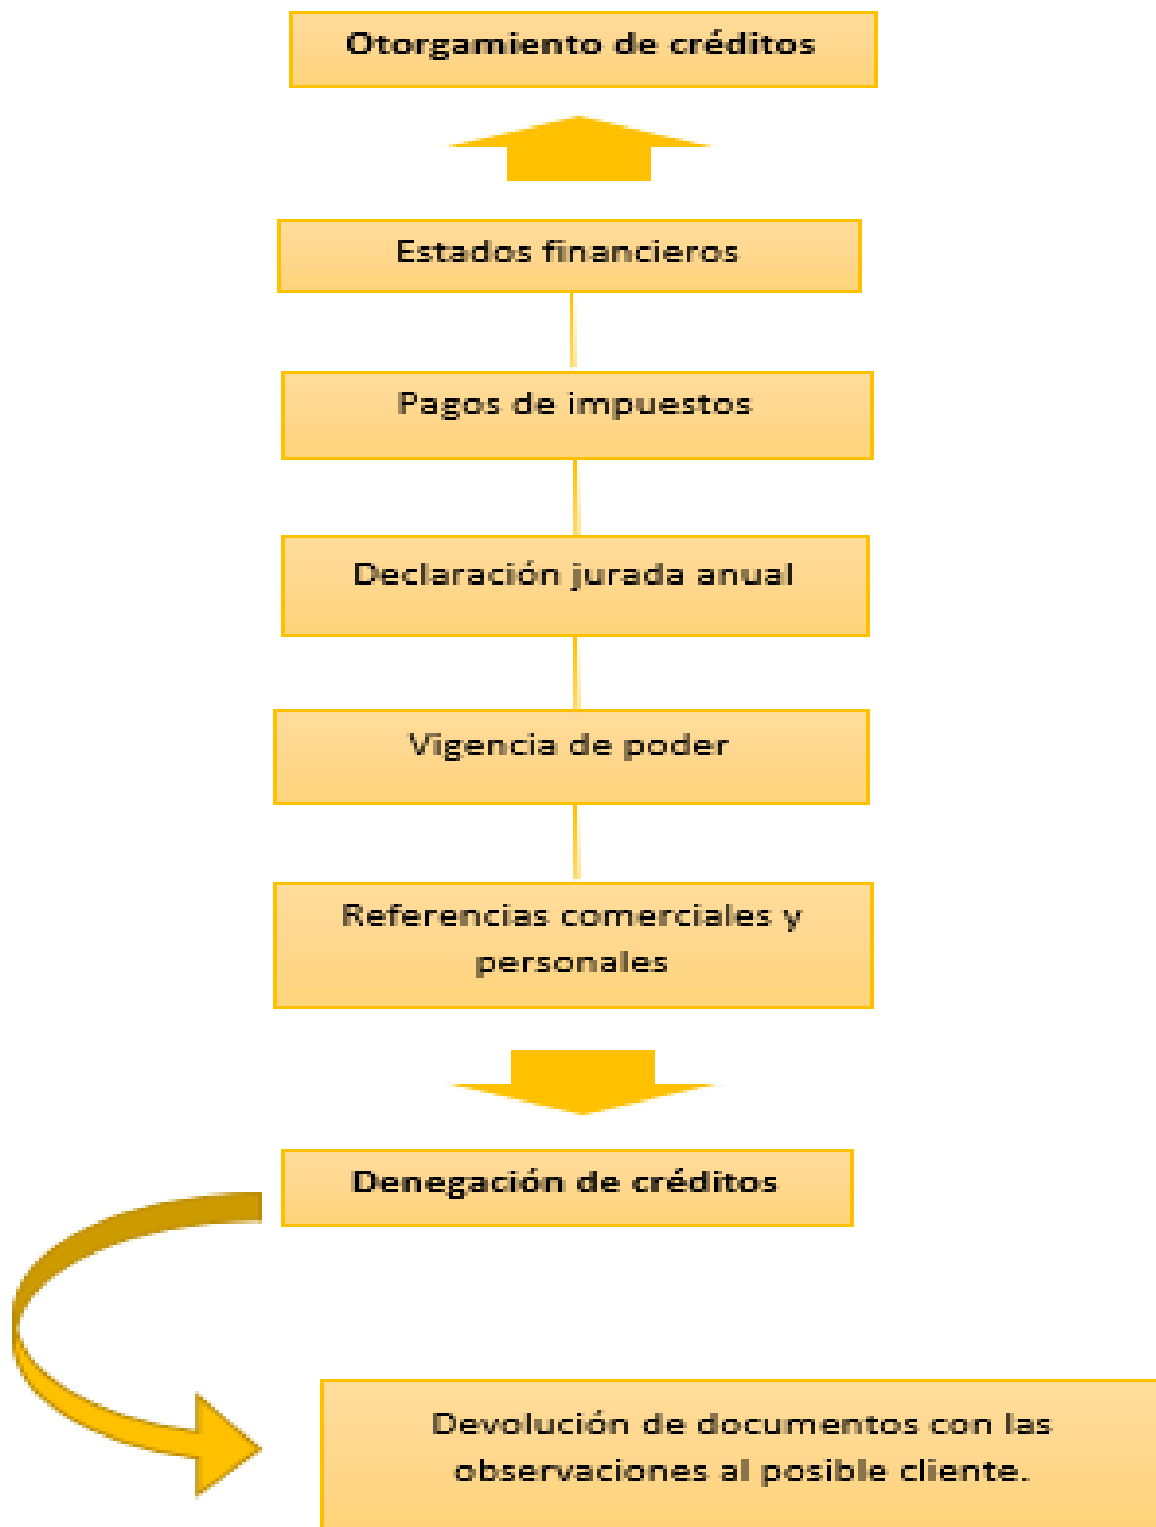 Otorgamiento de créditos
Estados financieros
Pagos de impuestos
Declaración jurada anual
Vigencia de poder
Referencias comerciales y
personales
Denegación de créditos
Devolución de documentos con las
observaciones al posible cliente.